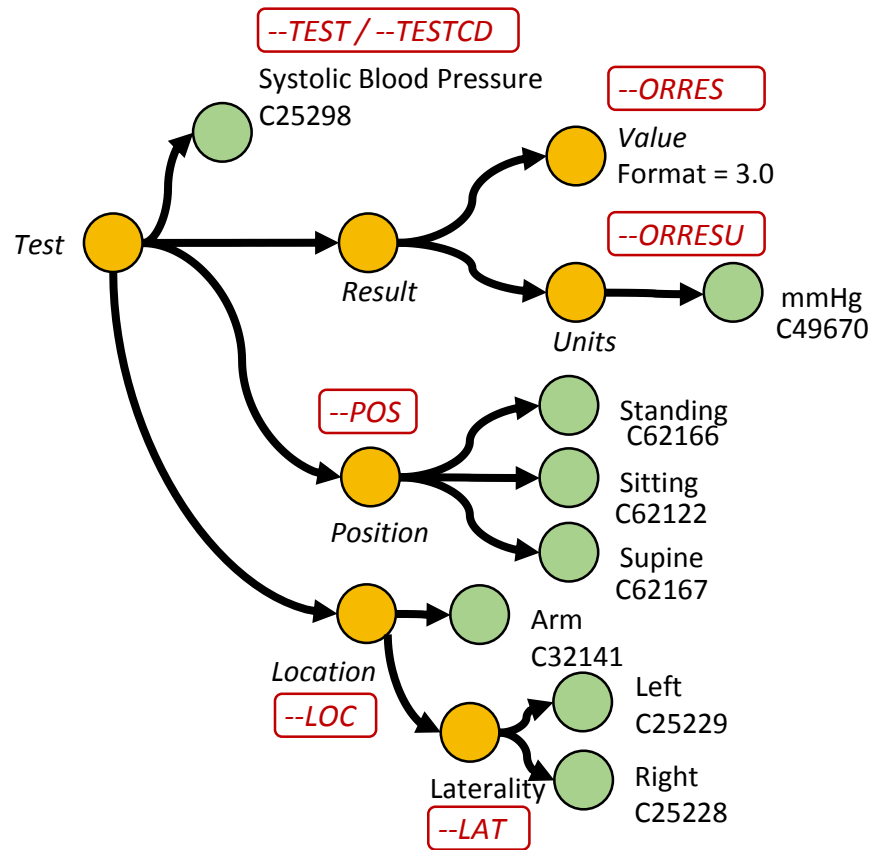 --TEST / --TESTCD
Systolic Blood Pressure
C25298
--ORRES
Value
Format = 3.0
Test
--ORRESU
Result
Units
mmHg
C49670
--POS
Standing
C62166
Position
Sitting
C62122
Supine
C62167
Location
Arm
C32141
--LOC
Left
C25229
Laterality
Right
C25228
--LAT